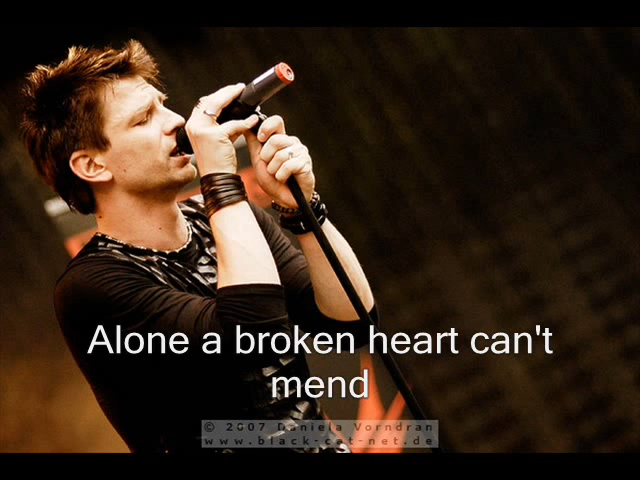 Alone a broken heart can't
mend
© 2007 Daniela Vorndran
www.black-cat-net.de